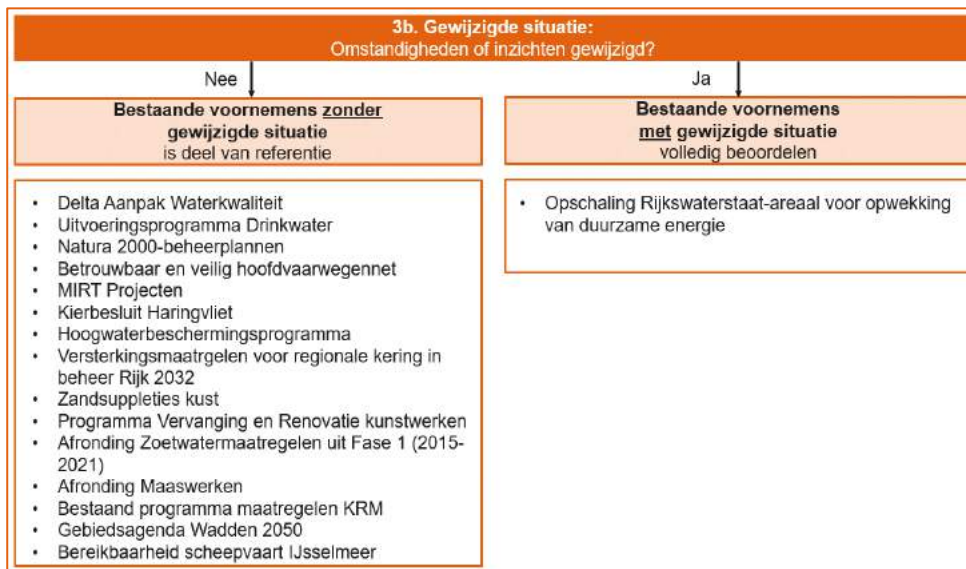 3b. Gewijzigde situatie:
Omstandigheden of inzichten gewijzigd?
Nee
Ja
Bestaande voornemens zonder
gewijzigde situatie
is deel van referentie
Bestaande voornemens
met gewijzigde situatie
volledig beoordelen
• Delta Aanpak Waterkwaliteit
• Uitvoeringsprogramma Drinkwater
• Natura 2000-beheerplannen
• Betrouwbaar en veilig hoofdvaarwegennet
• MIRT Projecten
• Kierbesluit Haringvliet
• Hoogwaterbeschermingsprogramma
• Versterkingsmaatrgelen voor regionale kering in
beheer Rijk 2032
• Zandsuppleties kust
• Programma Vervanging en Renovatie kunstwerken
• Afronding Zoetwatermaatregelen uit Fase 1 (2015-
2021)
• Afronding Maaswerken
• Bestaand programma maatregelen KRM
• Gebiedsagenda Wadden 2050
• Bereikbaarheid scheepvaart IJsselmeer
• Opschaling Rijkswaterstaat-areaal voor opwekking
van duurzame energie